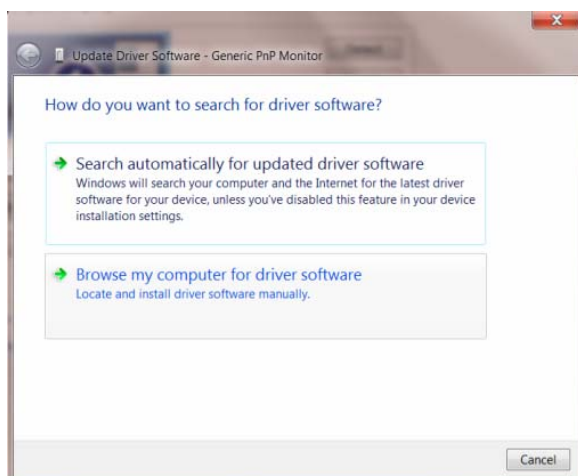 Update Driver Software - Generic PnP Monitor
How do you want to search for driver software?
Search automatically for updated driver software
Windows will search your computer and the Internet for the latest driver
software for your device, unless you've disabled this feature in your device
installation settings.
Browse my computer for driver software
Locate and install driver software manually.
Cancel